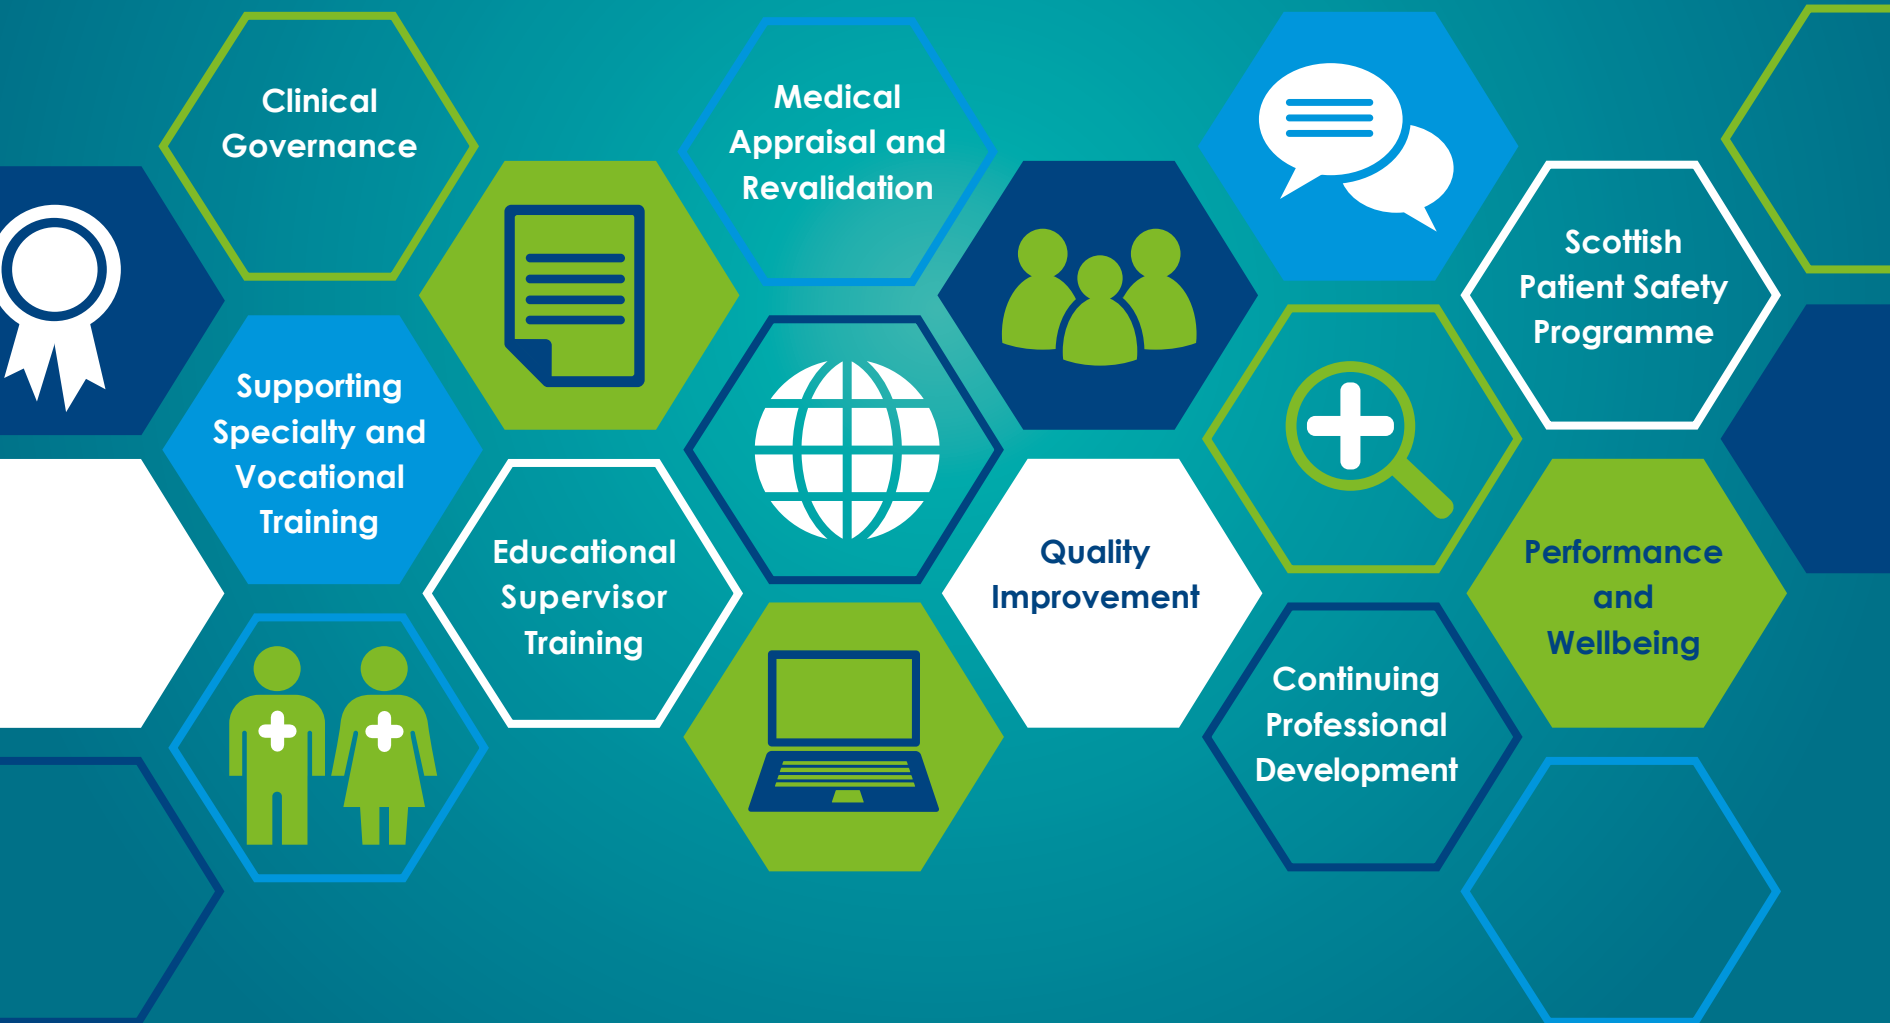 Clinical
Governance
Medical
Appraisal and
Revalidation
Scottish
Patient Safety
Programme
Supporting
Specialty and
Vocational
Training
Educational
Supervisor
Training
Quality
Improvement
Performance
and
Wellbeing
Continuing
Professional
Development